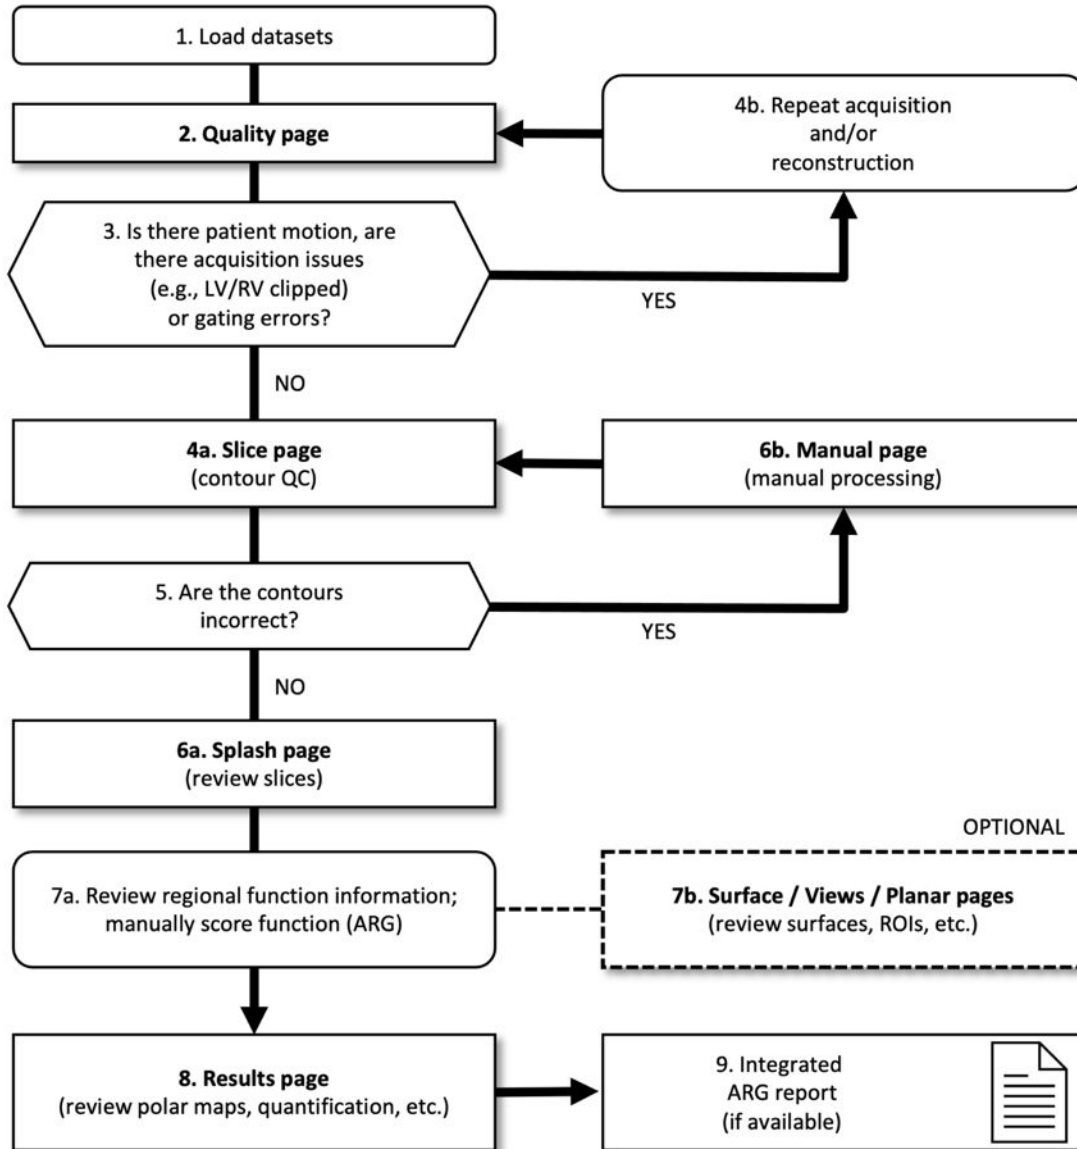 1. Load datasets
2. Quality page
4b. Repeat acquisition
and/or
reconstruction
3. Is there patient motion, are
there acquisition issues
(e.g., LV/RV clipped)
or gating errors?
YES
NO
4a. Slice page
(contour QC)
6b. Manual page
(manual processing)
5. Are the contours
incorrect?
YES
NO
6a. Splash page
(review slices)
OPTIONAL
7a. Review regional function information;
manually score function (ARG)
7b. Surface / Views / Planar pages
(review surfaces, ROIs, etc.)
8. Results page
(review polar maps, quantification, etc.)
9. Integrated
ARG report
(if available)